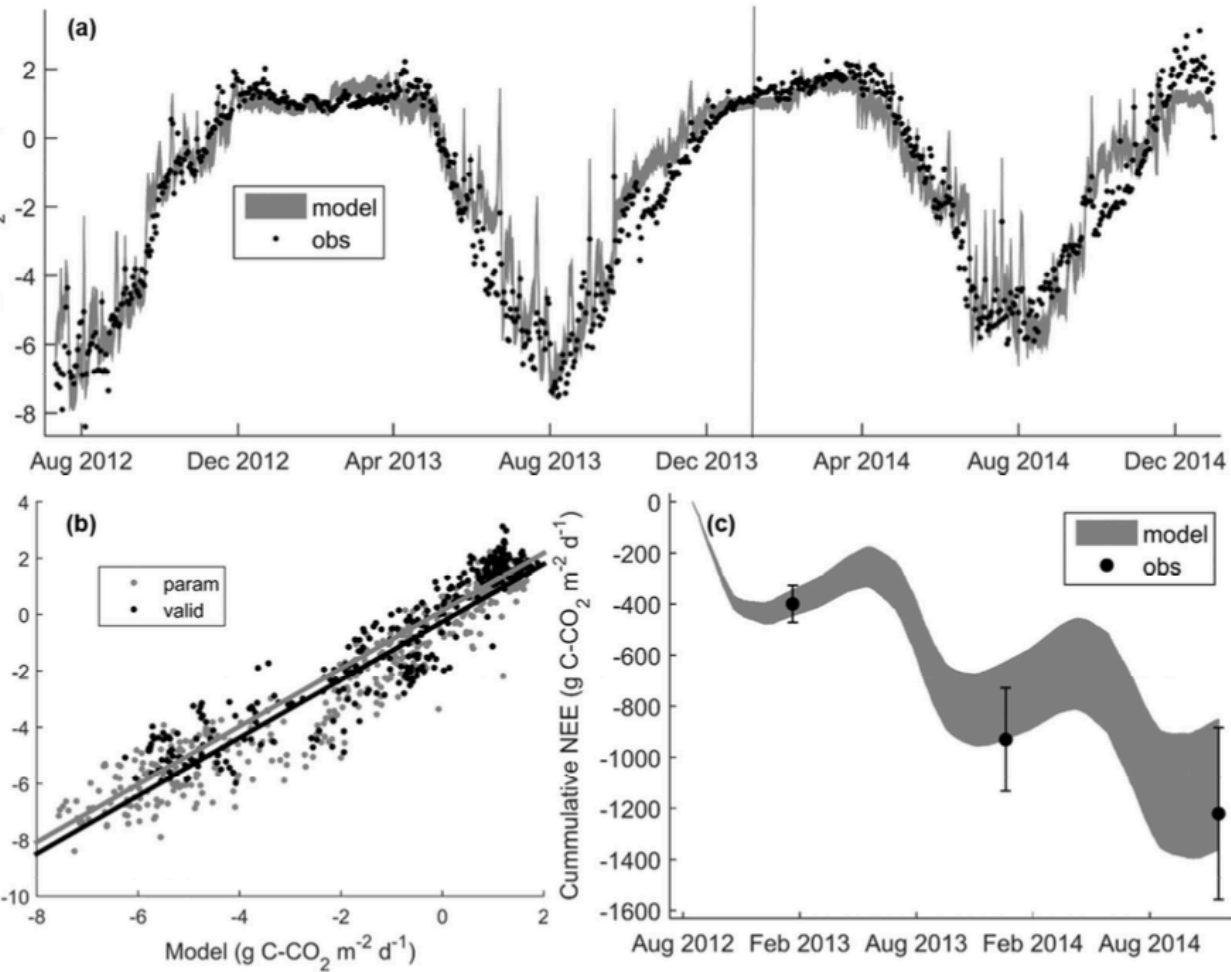 (a)
2
0
-2
-4
-6
-8
model
obs
Aug 2012 Dec 2012 Apr 2013 Aug 2013 Dec 2013 Apr 2014 Aug 2014 Dec 2014
(b)
4
2
0
-2
-4
-6
-8
-10
param
valid
-8 -6 -4 -2 0 2
Model (g C-CO₂ m⁻² d⁻¹)
(c)
Cummulative NEE (g C-CO₂ m⁻² d⁻¹)
0
-200
-400
-600
-800
-1000
-1200
-1400
-1600
model
obs
Aug 2012 Feb 2013 Aug 2013 Feb 2014 Aug 2014